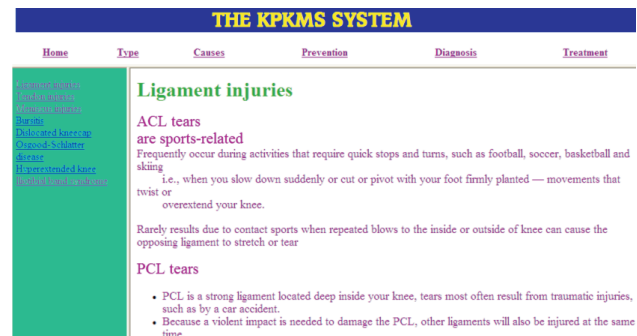 THE KPKMS SYSTEM
Home Type Causes Prevention Diagnosis Treatment
Ligament injuries
Tendon injuries
Meniscus injuries
Bursitis
Dislocated kneecap
Osgood-Schlatter
disease
Hyperextended knee
Iliotibial band syndrome
Ligament injuries
ACL tears
are sports-related
Frequently occur during activities that require quick stops and turns, such as football, soccer, basketball and
skiing
i.e., when you slow down suddenly or cut or pivot with your foot firmly planted — movements that
twist or
overextend your knee.
Rarely results due to contact sports when repeated blows to the inside or outside of knee can cause the
opposing ligament to stretch or tear
PCL tears
• PCL is a strong ligament located deep inside your knee, tears most often result from traumatic injuries,
such as by a car accident.
• Because a violent impact is needed to damage the PCL, other ligaments will also be injured at the same
time.